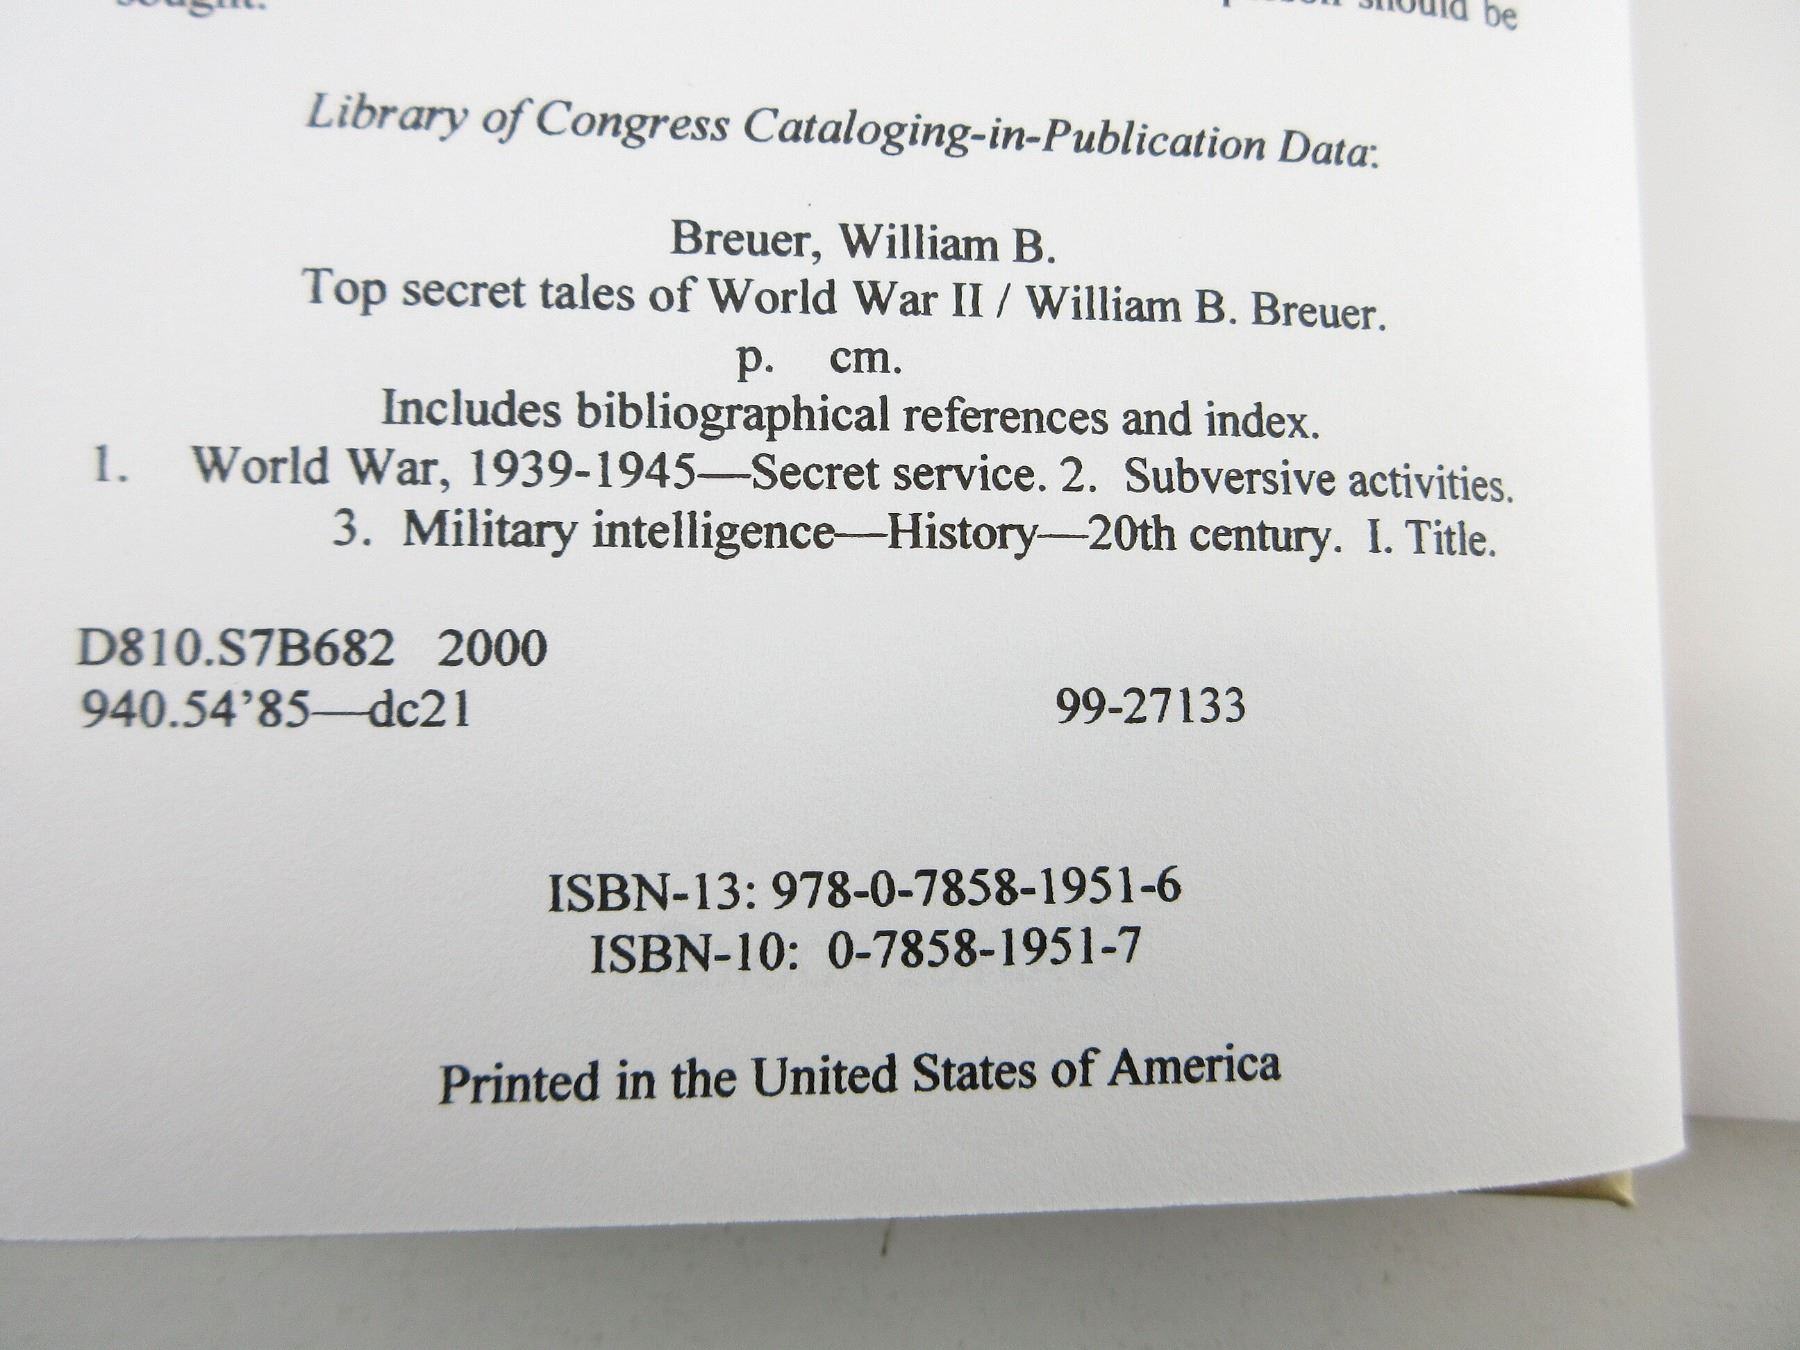 sought. should be
Library of Congress Cataloging-in-Publication Data:
Breuer, William B.
Top secret tales of World War II / William B. Breuer.
p. cm.
Includes bibliographical references and index.
1. World War, 1939-1945—Secret service. 2. Subversive activities.
3. Military intelligence—History—20th century. I. Title.
D810.S7B682 2000
940.54’85—dc21 99-27133
ISBN-13: 978-0-7858-1951-6
ISBN-10: 0-7858-1951-7
Printed in the United States of America